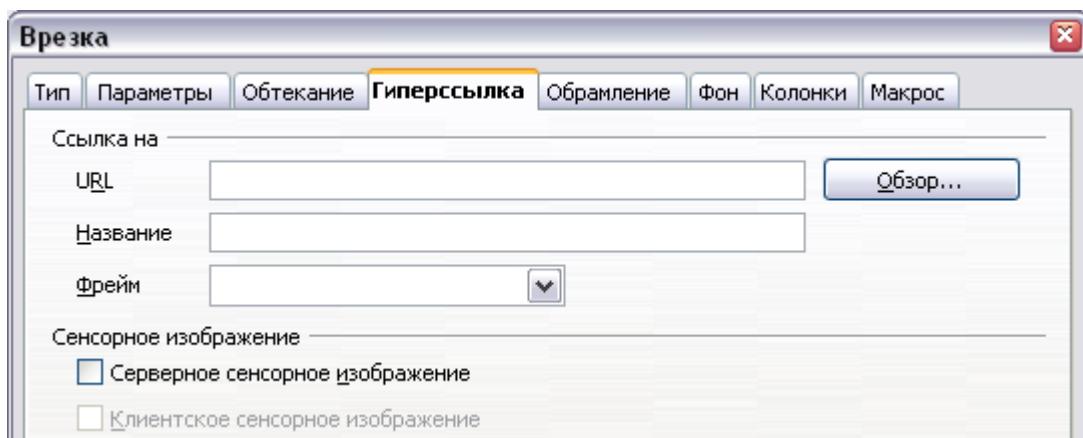 Врезка
Тип Параметры Обтекание Гиперссылка Обрамление Фон Колонки Макрос
Ссылка на
URL Обзор...
Название
Фрейм
Сенсорное изображение
Серверное сенсорное изображение
Клиентское сенсорное изображение